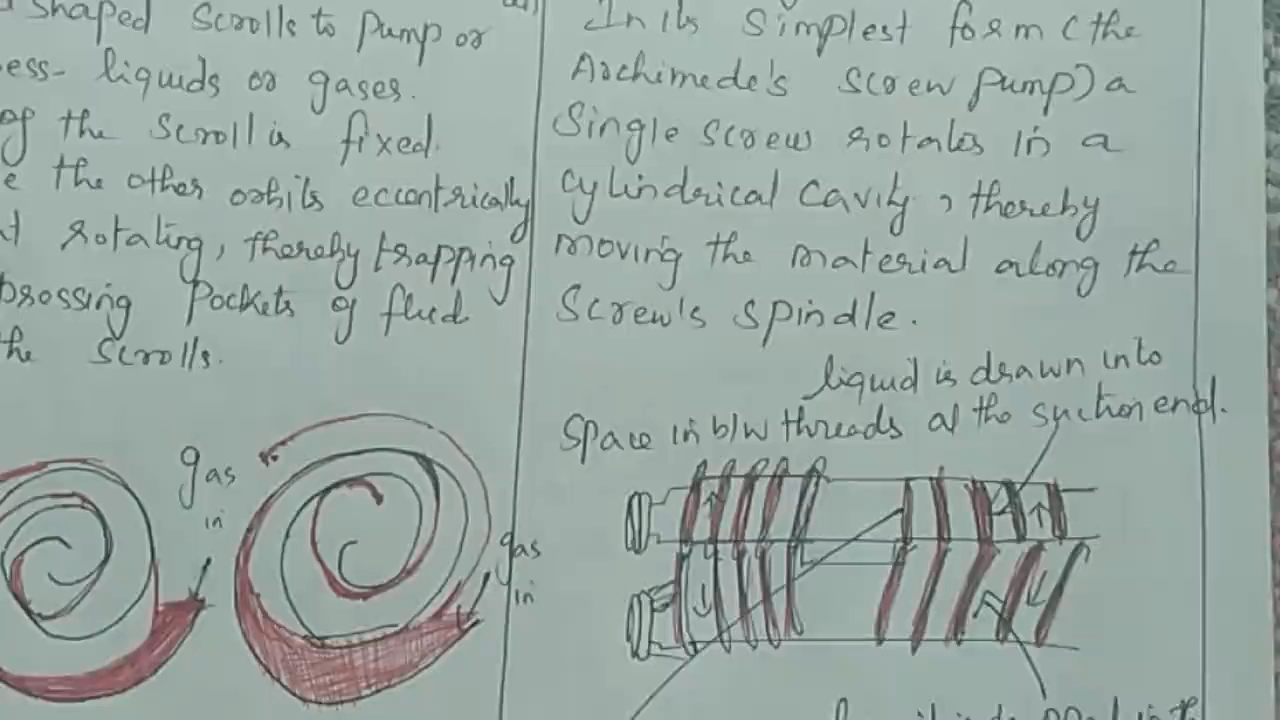 shaped scrolls to pump or
ess- liquids or gases.
of the scroll is fixed.
e the other orbits eccentrically
t rotating, thereby trapping
pressing pockets of fluid
the scrolls.
gas
in
gas
in
In its simplest form (the
Archimede's screw pump) a
Single screw rotates in a
cylindrical cavity, thereby
moving the material along the
Screw's spindle.
liquid is drawn into
Space in b/w threads at the suction end.